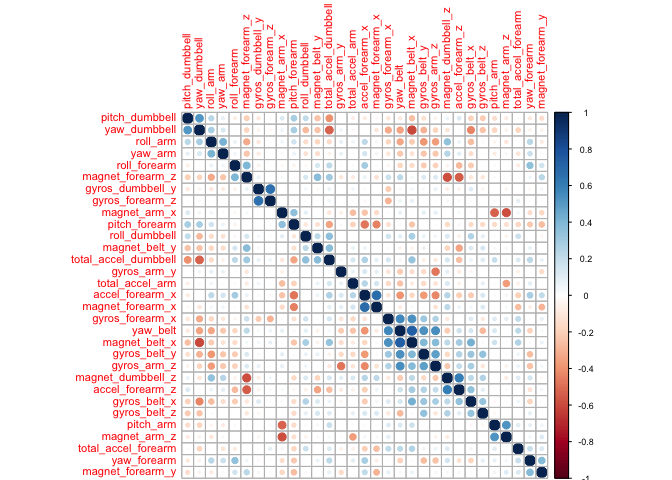 pitch_dumbbell
yaw_dumbbell
roll_arm
yaw_arm
roll_forearm
magnet_forearm_z
gyros_dumbbell_y
gyros_forearm_z
magnet_arm_x
pitch_forearm
roll_dumbbell
magnet_belt_y
total_accel_dumbbell
gyros_arm_y
total_accel_arm
accel_forearm_x
magnet_forearm_x
gyros_forearm_x
yaw_belt
magnet_belt_x
gyros_belt_y
gyros_arm_z
magnet_dumbbell_z
accel_forearm_z
gyros_belt_x
gyros_belt_z
pitch_arm
magnet_arm_z
total_accel_forearm
yaw_forearm
magnet_forearm_y
pitch_dumbbell
yaw_dumbbell
roll_arm
yaw_arm
roll_forearm
magnet_forearm_z
gyros_dumbbell_y
gyros_forearm_z
magnet_arm_x
pitch_forearm
roll_dumbbell
magnet_belt_y
total_accel_dumbbell
gyros_arm_y
total_accel_arm
accel_forearm_x
magnet_forearm_x
gyros_forearm_x
yaw_belt
magnet_belt_x
gyros_belt_y
gyros_arm_z
magnet_dumbbell_z
accel_forearm_z
gyros_belt_x
gyros_belt_z
pitch_arm
magnet_arm_z
total_accel_forearm
yaw_forearm
magnet_forearm_y
1
0.8
0.6
0.4
0.2
0
-0.2
-0.4
-0.6
-0.8
-1